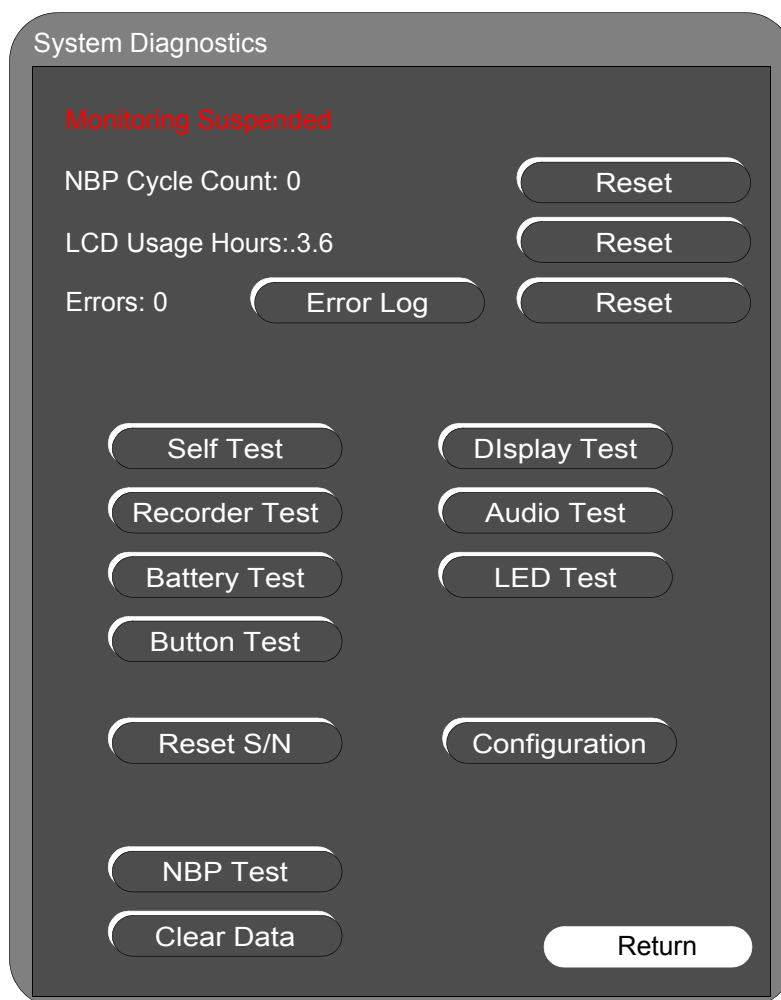 System Diagnostics
Monitoring Suspended
NBP Cycle Count: 0 Reset
LCD Usage Hours:.3.6 Reset
Errors: 0 Error Log Reset
Self Test DIsplay Test
Recorder Test Audio Test
Battery Test LED Test
Button Test
Reset S/N Configuration
NBP Test
Clear Data
Return